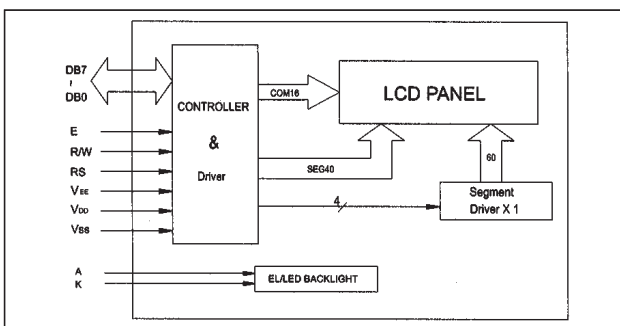 DB7
~
DB0
E
R/W
RS
VEE
VDD
VSS
A
K
CONTROLLER
&
Driver
COM16
SEG40
4
LCD PANEL
60
Segment
Driver X 1
EL/LED BACKLIGHT